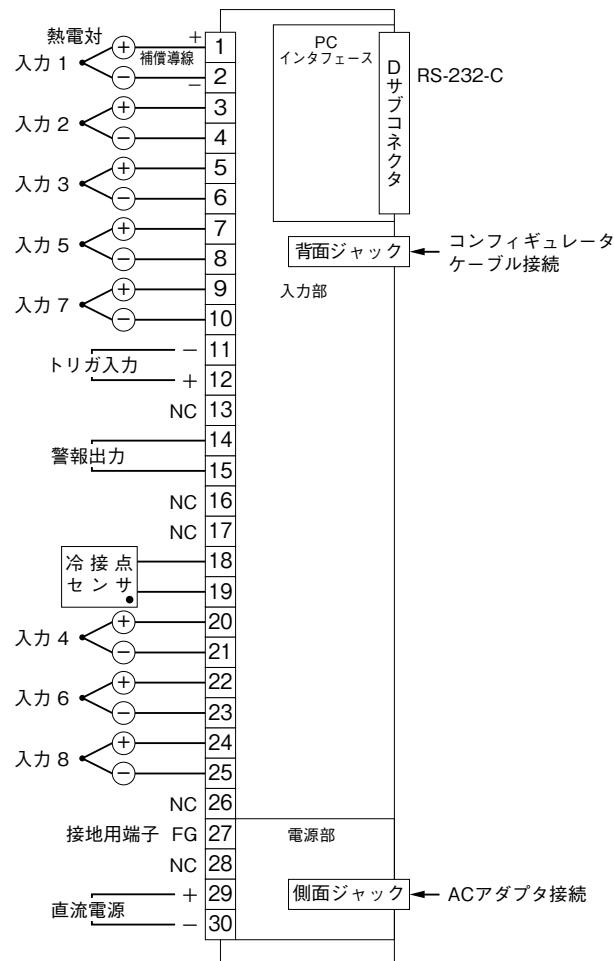 熱電対
入力 1
＋ ＋ 補償導線 1
－ － 2
入力 2
＋ 3
－ 4
入力 3
＋ 5
－ 6
入力 5
＋ 7
－ 8
入力 7
＋ 9
－ 10
トリガ入力
－ 11
＋ 12
NC 13
警報出力
14
15
NC 16
NC 17
冷 接 点
セ ン サ
18
19
入力 4
＋ 20
－ 21
入力 6
＋ 22
－ 23
入力 8
＋ 24
－ 25
NC 26
接地用端子 FG 27
NC 28
直流電源
＋ 29
－ 30
PC
インタフェース
Dサブコネクタ
RS-232-C
背面ジャック
コンフィギュレータ
ケーブル接続
入力部
電源部
側面ジャック
ACアダプタ接続